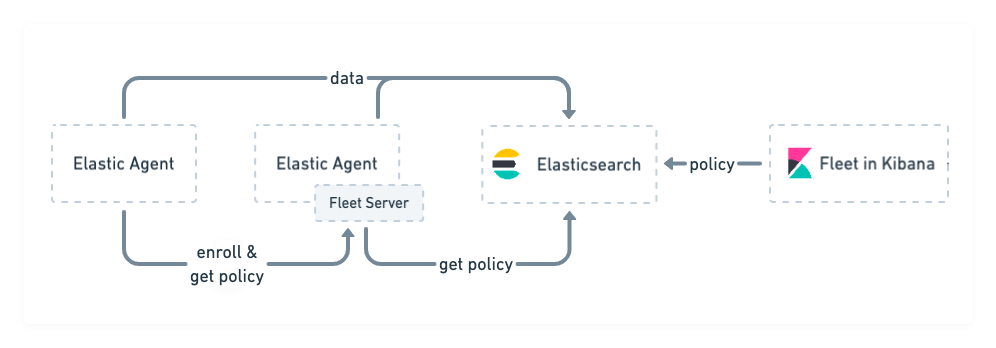 data
Elastic Agent
Elastic Agent
Elasticsearch
policy
Fleet in Kibana
Fleet Server
enroll &
get policy
get policy